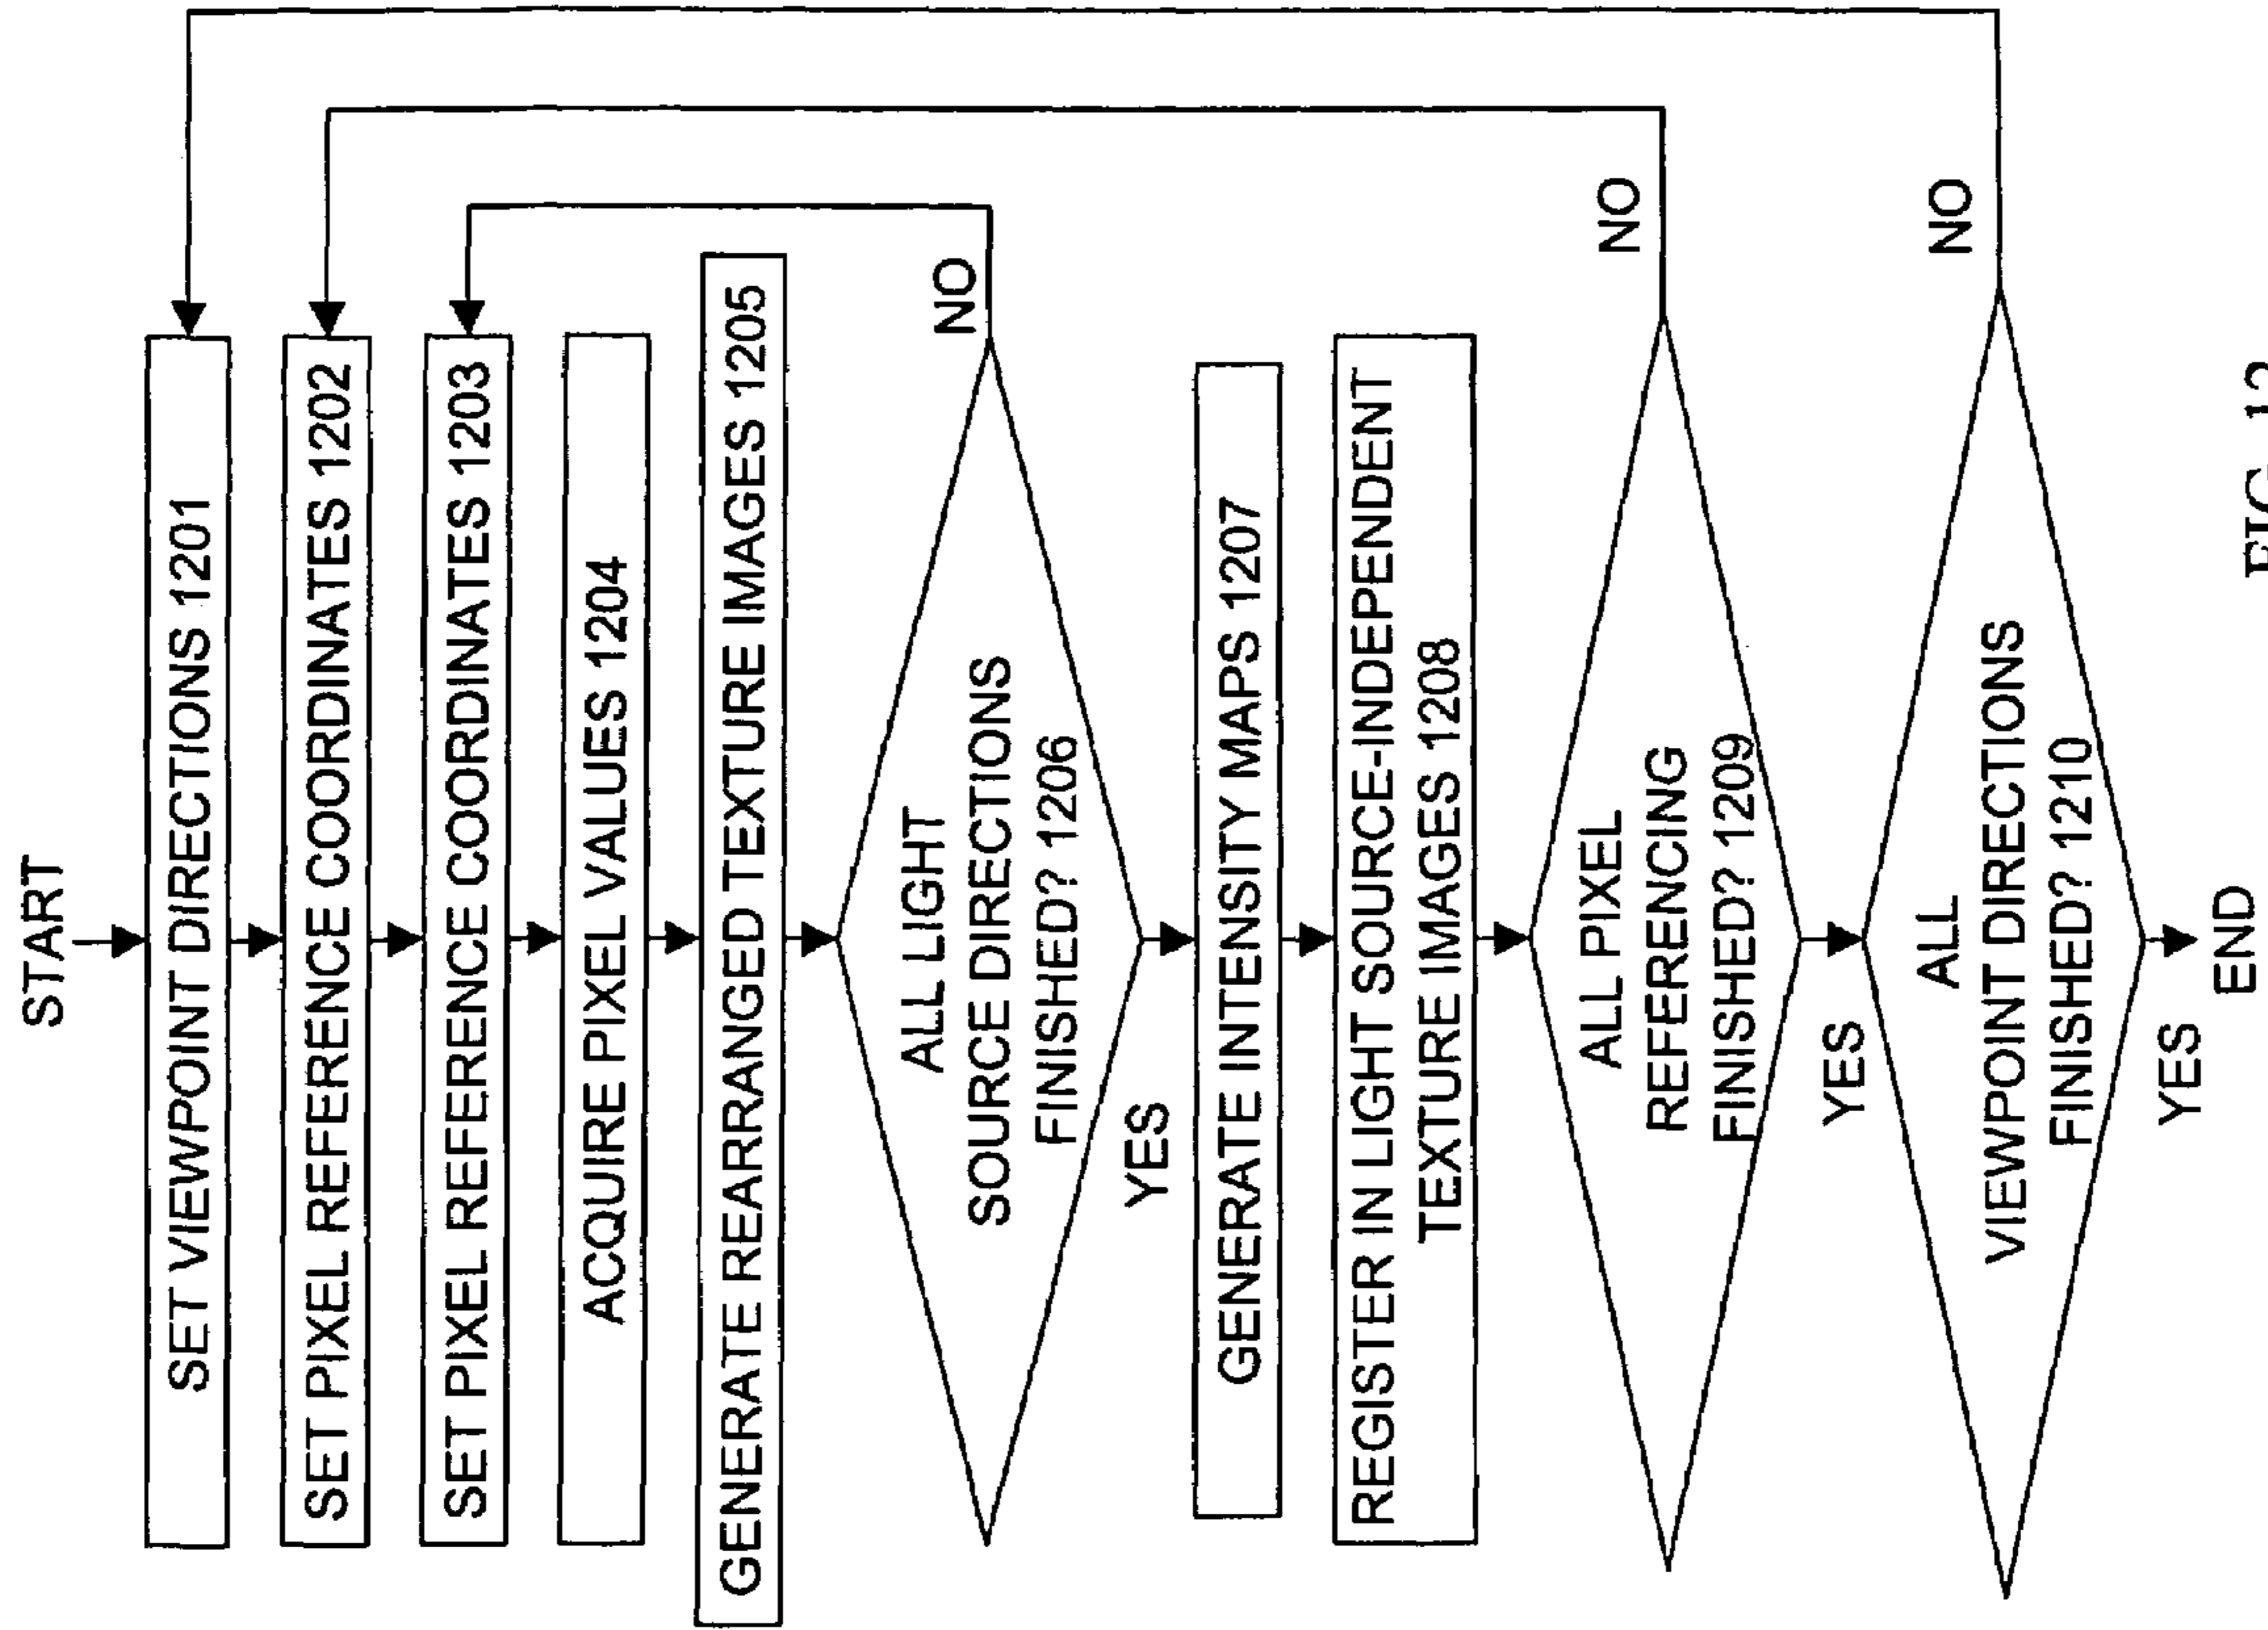 START
SET VIEWPOINT DIRECTIONS 1201
SET PIXEL REFERENCE COORDINATES 1202
SET PIXEL REFERENCE COORDINATES 1203
ACQUIRE PIXEL VALUES 1204
GENERATE REARRANGED TEXTURE IMAGES 1205
ALL LIGHT
SOURCE DIRECTIONS
FINISHED? 1206
NO
YES
GENERATE INTENSITY MAPS 1207
REGISTER IN LIGHT SOURCE-INDEPENDENT
TEXTURE IMAGES 1208
ALL PIXEL
REFERENCING
FINISHED? 1209
NO
YES
ALL
VIEWPOINT DIRECTIONS
FINISHED? 1210
NO
YES
END
FIG. 12